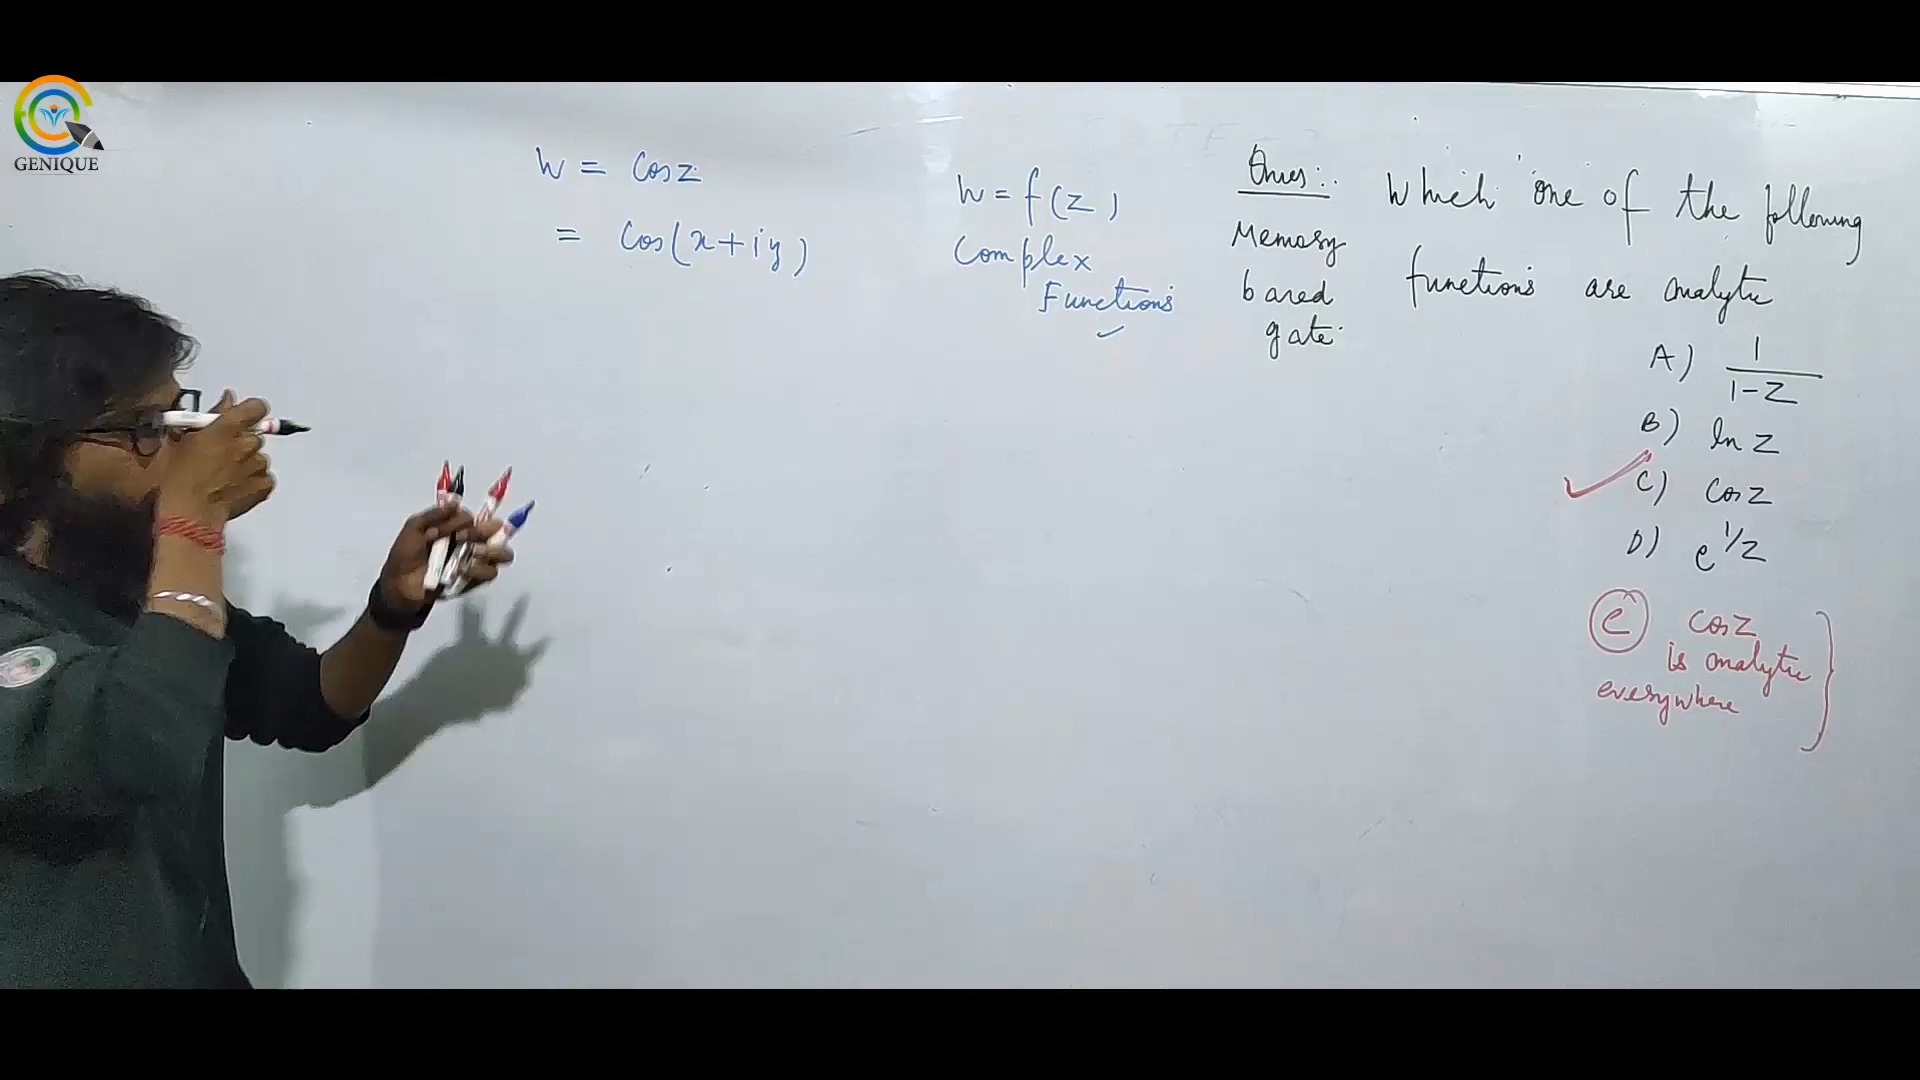 GENIQUE
W = Cos z
= Cos(x+iy)
W = f(z)
Complex
Functions
Ques:.
Memory
based
gate.
Which one of the following
functions are analytic
A) 1/(1-z)
B) ln z
C) Cos z
D) e^1/z
C Cos z
is analytic
everywhere